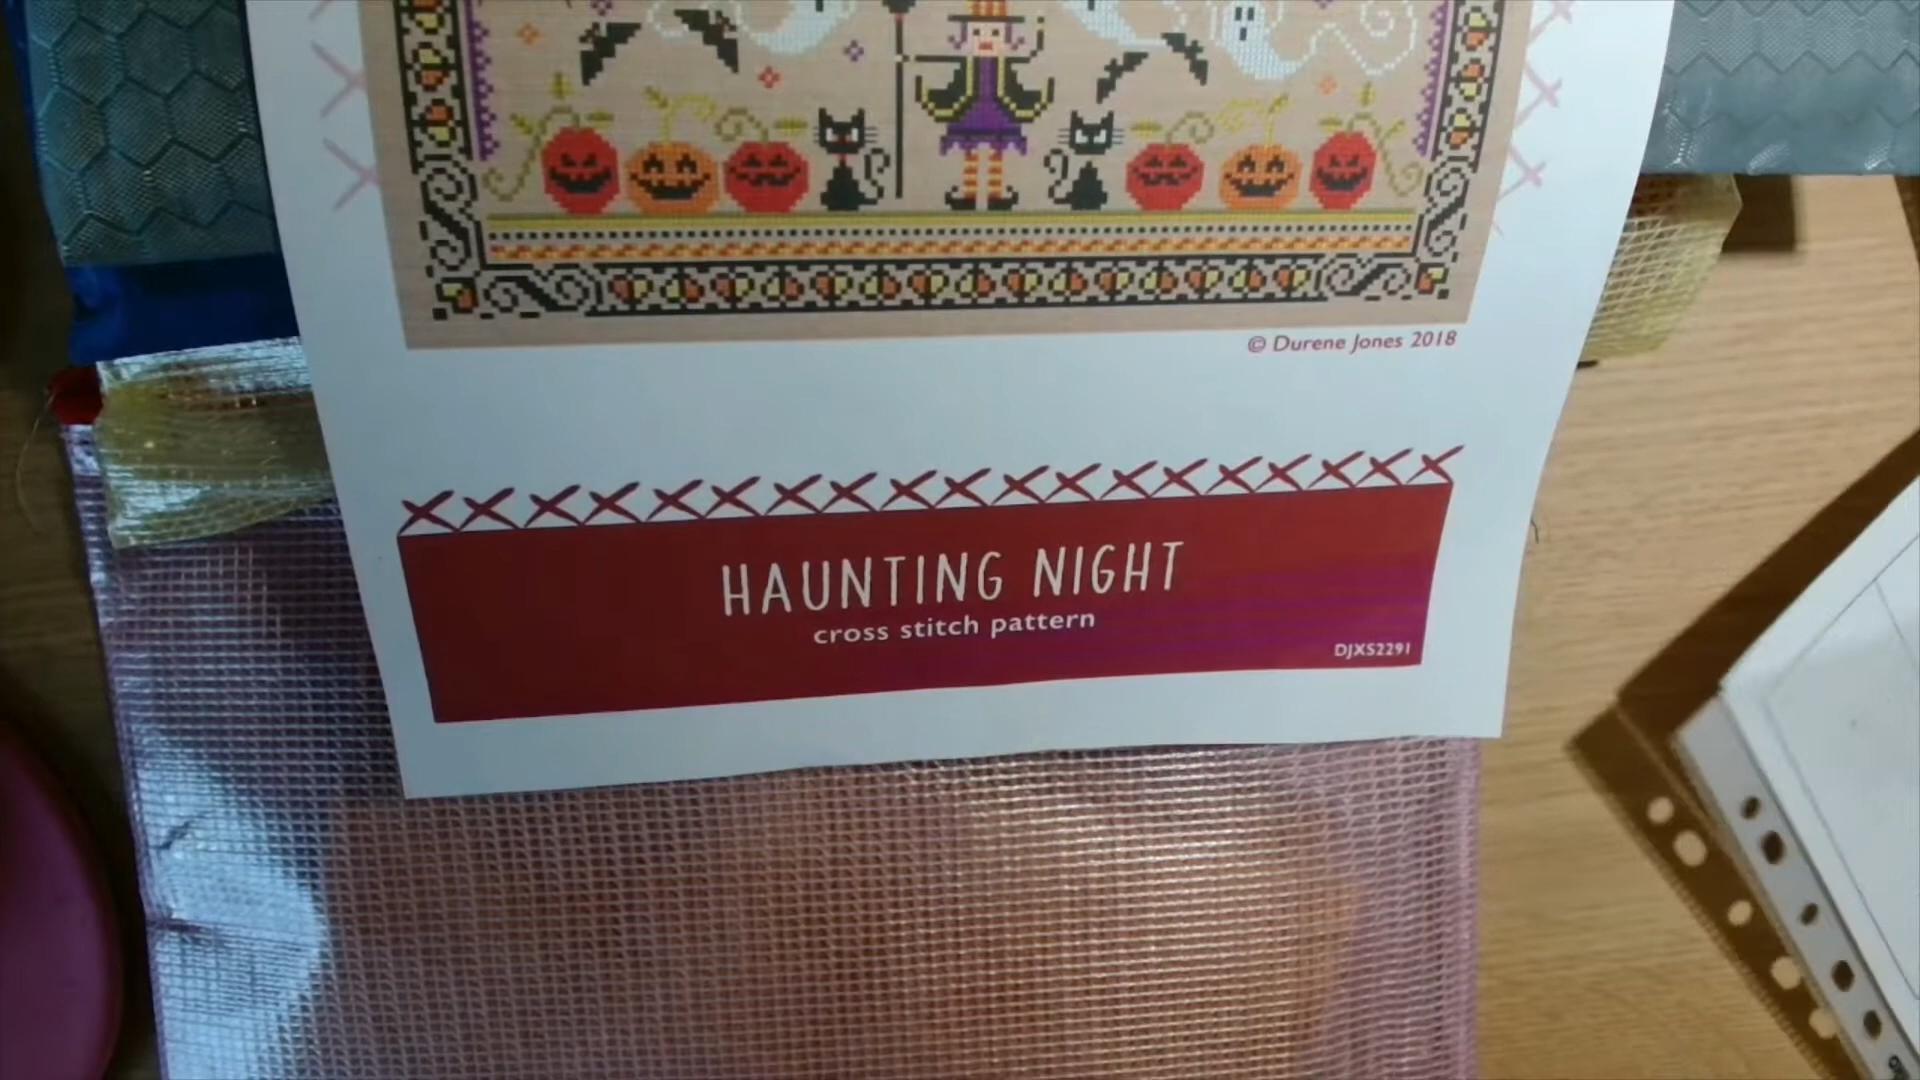 © Durene Jones 2018
HAUNTING NIGHT
cross stitch pattern
DJXS2291